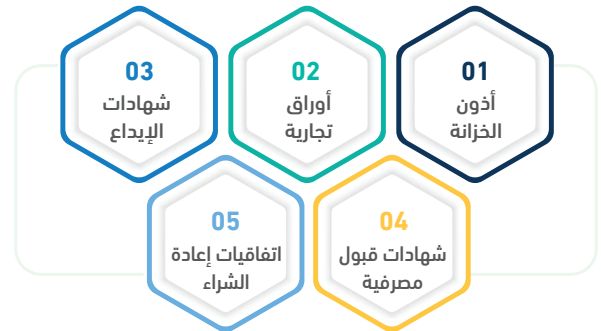 01
أذون
الخزانة
02
أوراق
تجارية
03
شهادات
الإيداع
04
شهادات قبول
مصرفية
05
اتفاقيات إعادة
الشراء